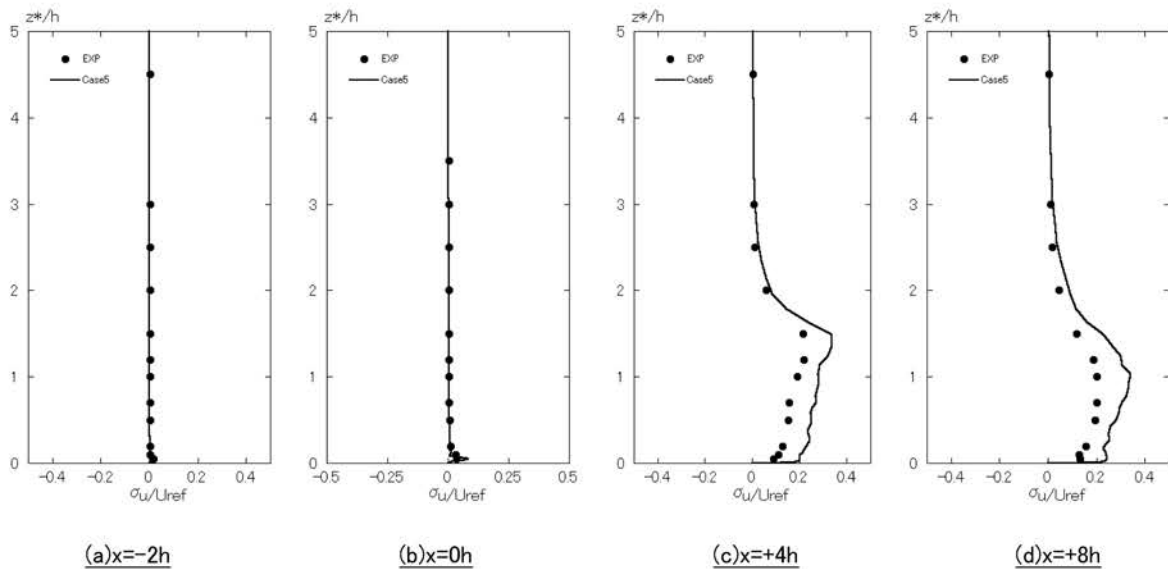 z*/h z*/h z*/h z*/h
5 5 5 5
EXP EXP EXP EXP
Case5 Case5 Case5 Case5
4 4 4 4
3 3 3 3
2 2 2 2
1 1 1 1
0 0 0 0
−0.4 −0.2 0 0.2 0.4 −0.5 −0.25 0 0.25 0.5 −0.4 −0.2 0 0.2 0.4 −0.4 −0.2 0 0.2 0.4
σu/Uref σu/Uref σu/Uref σu/Uref
(a)x=−2h (b)x=0h (c)x=+4h (d)x=+8h